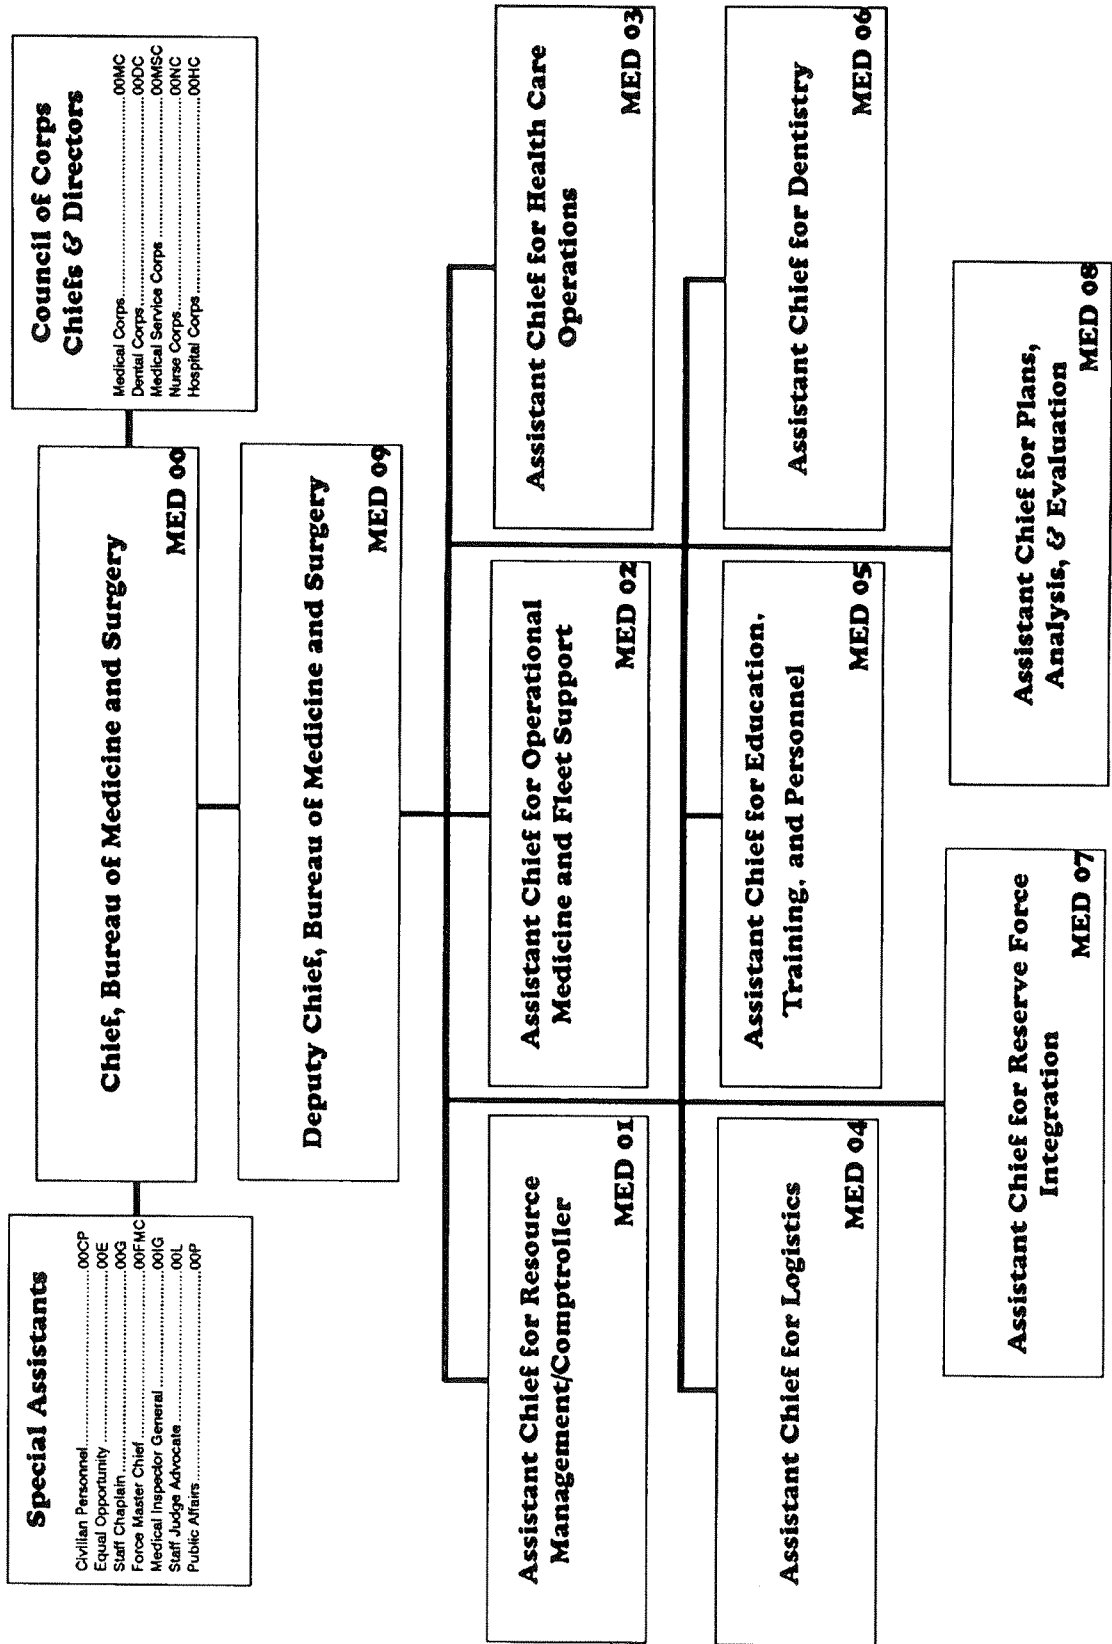 Special Assistants
Civilian Personnel..........................00CP
Equal Opportunity ..........................00E
Staff Chaplain..........................00G
Force Master Chief..........................00FMC
Medical Inspector General..........................00IG
Staff Judge Advocate..........................00L
Public Affairs..........................00P
Chief, Bureau of Medicine and Surgery
MED 00
Council of Corps
Chiefs & Directors
Medical Corps..........................00MC
Dental Corps..........................00DC
Medical Service Corps ..........................00MSC
Nurse Corps..........................00NC
Hospital Corps..........................00HC
Deputy Chief, Bureau of Medicine and Surgery
MED 09
Assistant Chief for Resource
Management/Comptroller
MED 01
Assistant Chief for Operational
Medicine and Fleet Support
MED 02
Assistant Chief for Health Care
Operations
MED 03
Assistant Chief for Logistics
MED 04
Assistant Chief for Education,
Training, and Personnel
MED 05
Assistant Chief for Dentistry
MED 06
Assistant Chief for Reserve Force
Integration
MED 07
Assistant Chief for Plans,
Analysis, & Evaluation
MED 08